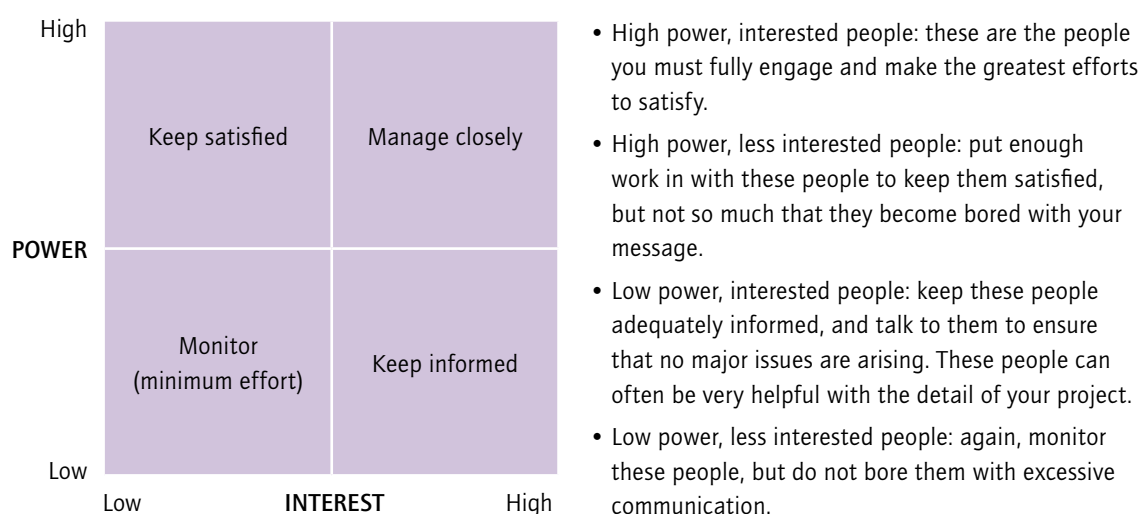 High
Keep satisfied
Manage closely
POWER
Monitor
(minimum effort)
Keep informed
Low
Low
INTEREST
High
• High power, interested people: these are the people
you must fully engage and make the greatest efforts
to satisfy.
• High power, less interested people: put enough
work in with these people to keep them satisfied,
but not so much that they become bored with your
message.
• Low power, interested people: keep these people
adequately informed, and talk to them to ensure
that no major issues are arising. These people can
often be very helpful with the detail of your project.
• Low power, less interested people: again, monitor
these people, but do not bore them with excessive
communication.